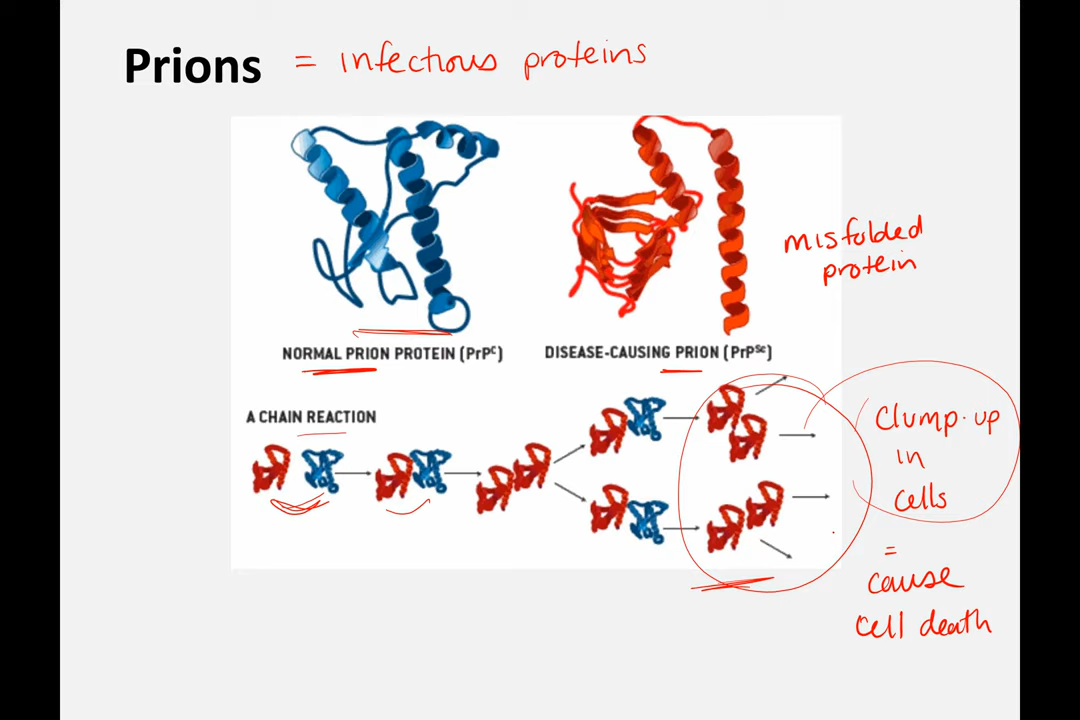 Prions = infectious proteins
misfolded
protein
NORMAL PRION PROTEIN (PrPᶜ) DISEASE-CAUSING PRION (PrPˢᶜ)
A CHAIN REACTION
Clump-up
in
cells
=
cause
cell death